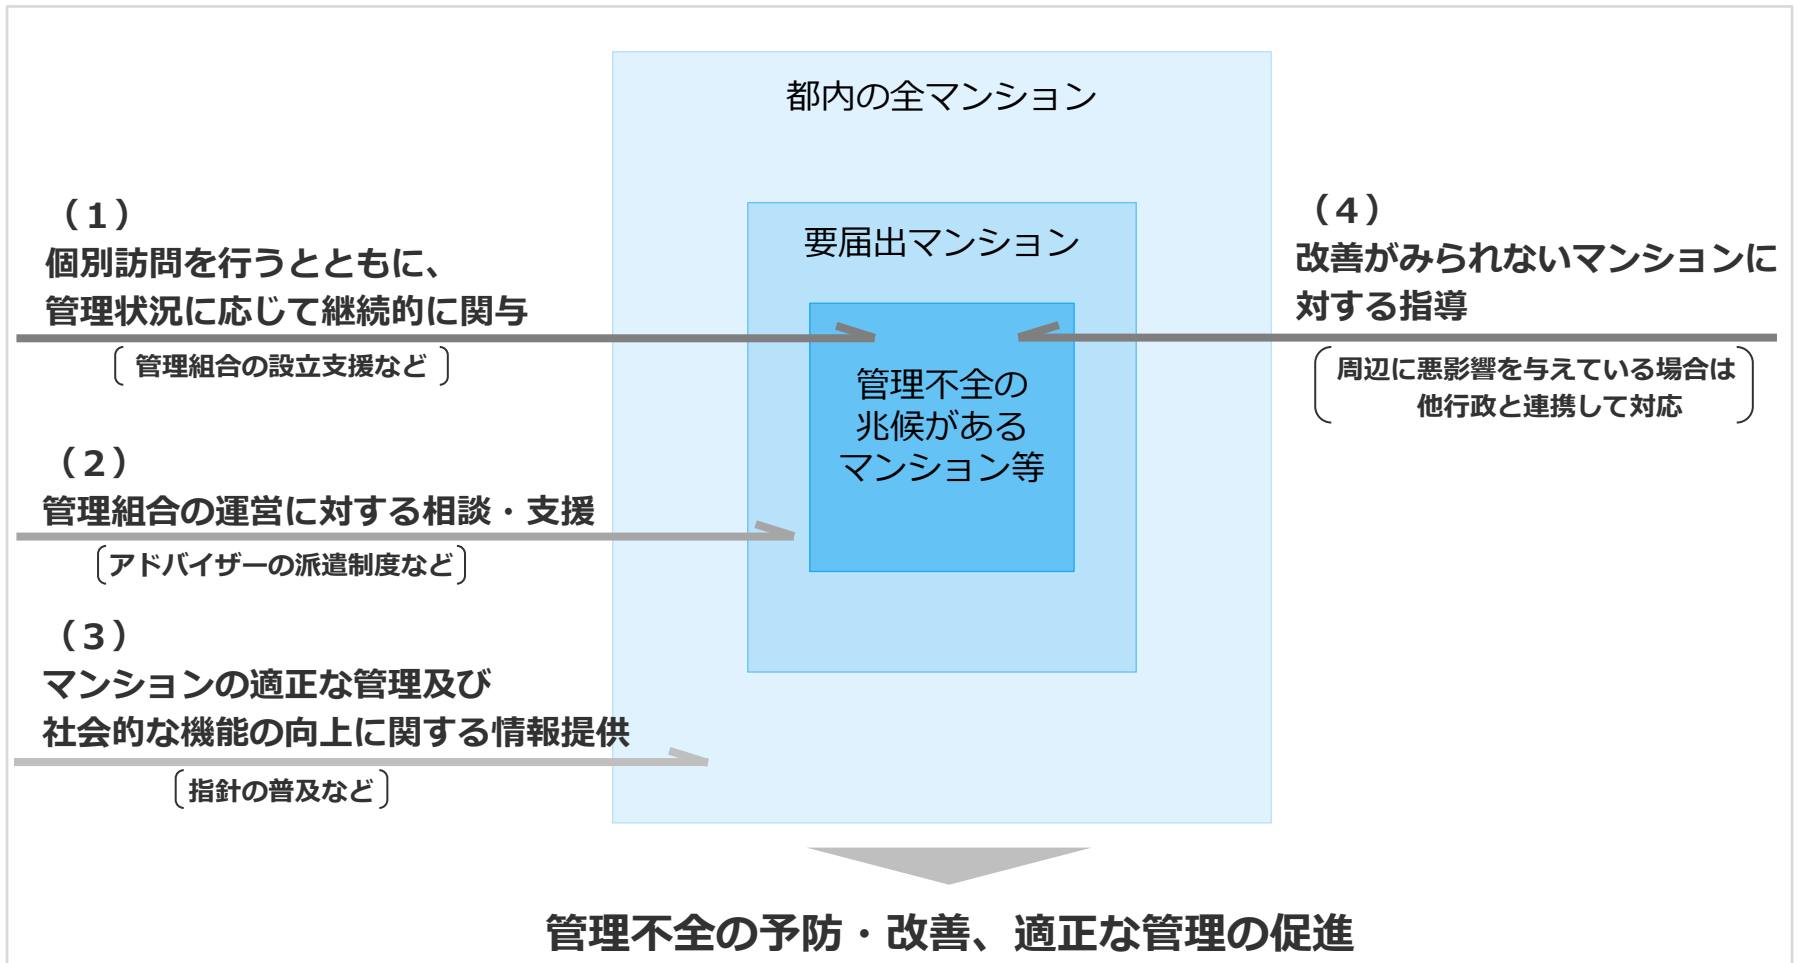 都内の全マンション
要届出マンション
管理不全の
兆候がある
マンション等
（1）
個別訪問を行うとともに、
管理状況に応じて継続的に関与
〔管理組合の設立支援など〕
（2）
管理組合の運営に対する相談・支援
〔アドバイザーの派遣制度など〕
（3）
マンションの適正な管理及び
社会的な機能の向上に関する情報提供
〔指針の普及など〕
（4）
改善がみられないマンションに
対する指導
周辺に悪影響を与えている場合は
他行政と連携して対応
管理不全の予防・改善、適正な管理の促進